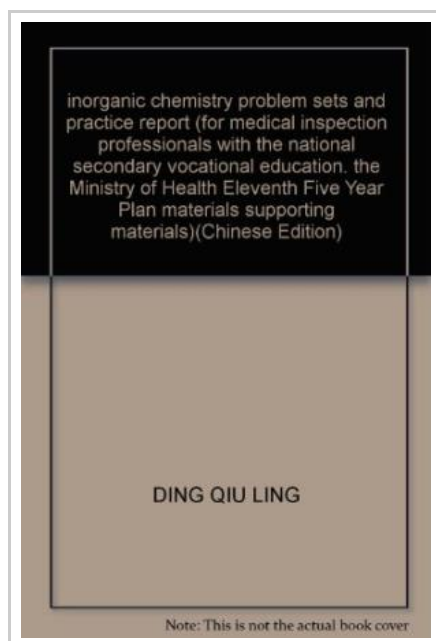 inorganic chemistry problem sets and
practice report (for medical inspection
professionals with the national
secondary vocational education. the
Ministry of Health Eleventh Five Year
Plan materials supporting
materials)(Chinese Edition)
DING QIU LING
Note: This is not the actual book cover